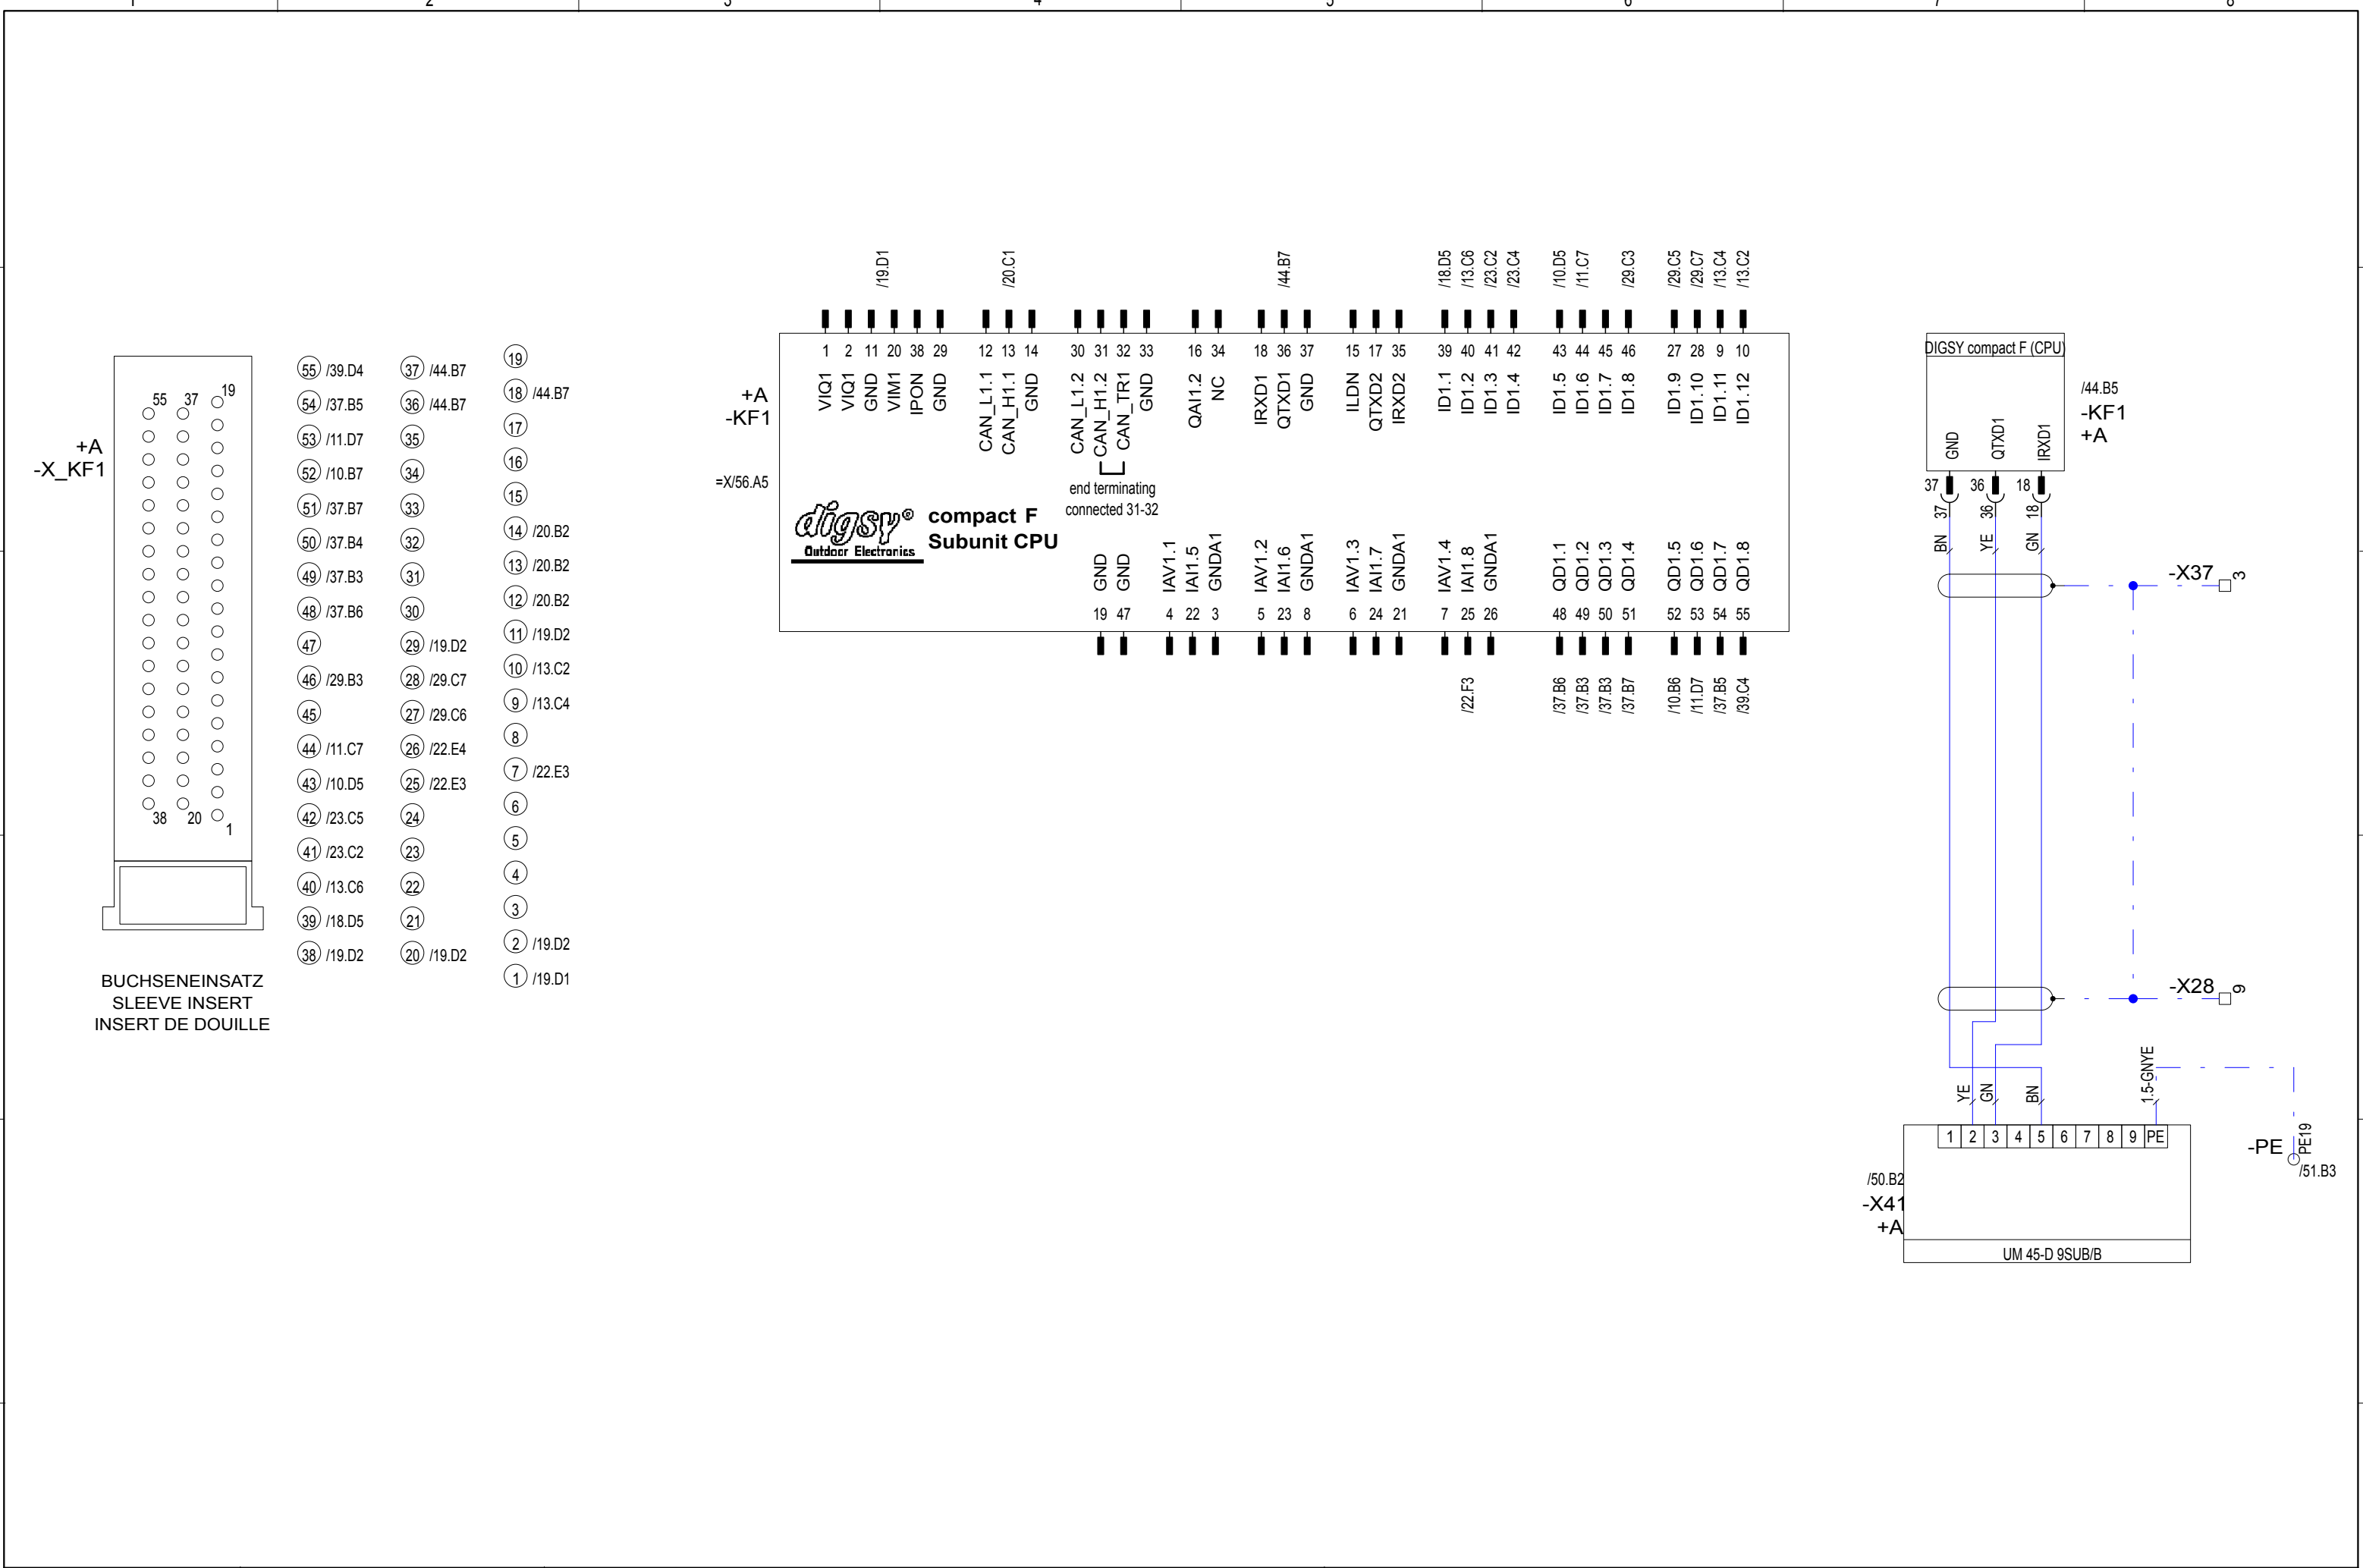 1 2 3 4 5 6 7 8
+A
-X_KF1
55 37 19
38 20 1
BUCHSENEINSATZ
SLEEVE INSERT
INSERT DE DOUILLE
55 /39.D4
54 /37.B5
53 /11.D7
52 /10.B7
51 /37.B7
50 /37.B4
49 /37.B3
48 /37.B6
47
46 /29.B3
45
44 /11.C7
43 /10.D5
42 /23.C5
41 /23.C2
40 /13.C6
39 /18.D5
38 /19.D2
37 /44.B7
36 /44.B7
35
34
33
32
31
30
29 /19.D2
28 /29.C7
27 /29.C6
26 /22.E4
25 /22.E3
24
23
22
21
20 /19.D2
19
18 /44.B7
17
16
15
14 /20.B2
13 /20.B2
12 /20.B2
11 /19.D2
10 /13.C2
9 /13.C4
8
7 /22.E3
6
5
4
3
2 /19.D2
1 /19.D1
+A
-KF1
=X/56.A5
/19.D1 /20.C1 /44.B7 /18.D5 /13.C6 /23.C2 /23.C4 /10.D5 /11.C7 /29.C3 /29.C5 /29.C7 /13.C4 /13.C2
1 2 11 20 38 29 12 13 14 30 31 32 33 16 34 18 36 37 15 17 35 39 40 41 42 43 44 45 46 27 28 9 10
VIQ1 VIQ1 GND VIM1 IPON GND CAN_L1.1 CAN_H1.1 GND CAN_L1.2 CAN_H1.2 CAN_TR1 GND QAI1.2 NC IRXD1 QTXD1 GND ILDN QTXD2 IRXD2 ID1.1 ID1.2 ID1.3 ID1.4 ID1.5 ID1.6 ID1.7 ID1.8 ID1.9 ID1.10 ID1.11 ID1.12
end terminating
connected 31-32
digsy®
Outdoor Electronics
compact F
Subunit CPU
GND GND IAV1.1 IAI1.5 GNDA1 IAV1.2 IAI1.6 GNDA1 IAV1.3 IAI1.7 GNDA1 IAV1.4 IAI1.8 GNDA1 QD1.1 QD1.2 QD1.3 QD1.4 QD1.5 QD1.6 QD1.7 QD1.8
19 47 4 22 3 5 23 8 6 24 21 7 25 26 48 49 50 51 52 53 54 55
/22.F3 /37.B6 /37.B3 /37.B3 /37.B7 /10.B6 /11.D7 /37.B5 /39.C4
DIGSY compact F (CPU)
/44.B5
-KF1
+A
GND QTXD1 IRXD1
37 36 18
37 36 18
BN YE GN
-X37 3
-X28 9
YE GN BN 1.5-GNYE
1 2 3 4 5 6 7 8 9 PE
-PE PE19
/51.B3
/50.B2
-X41
+A
UM 45-D 9SUB/B